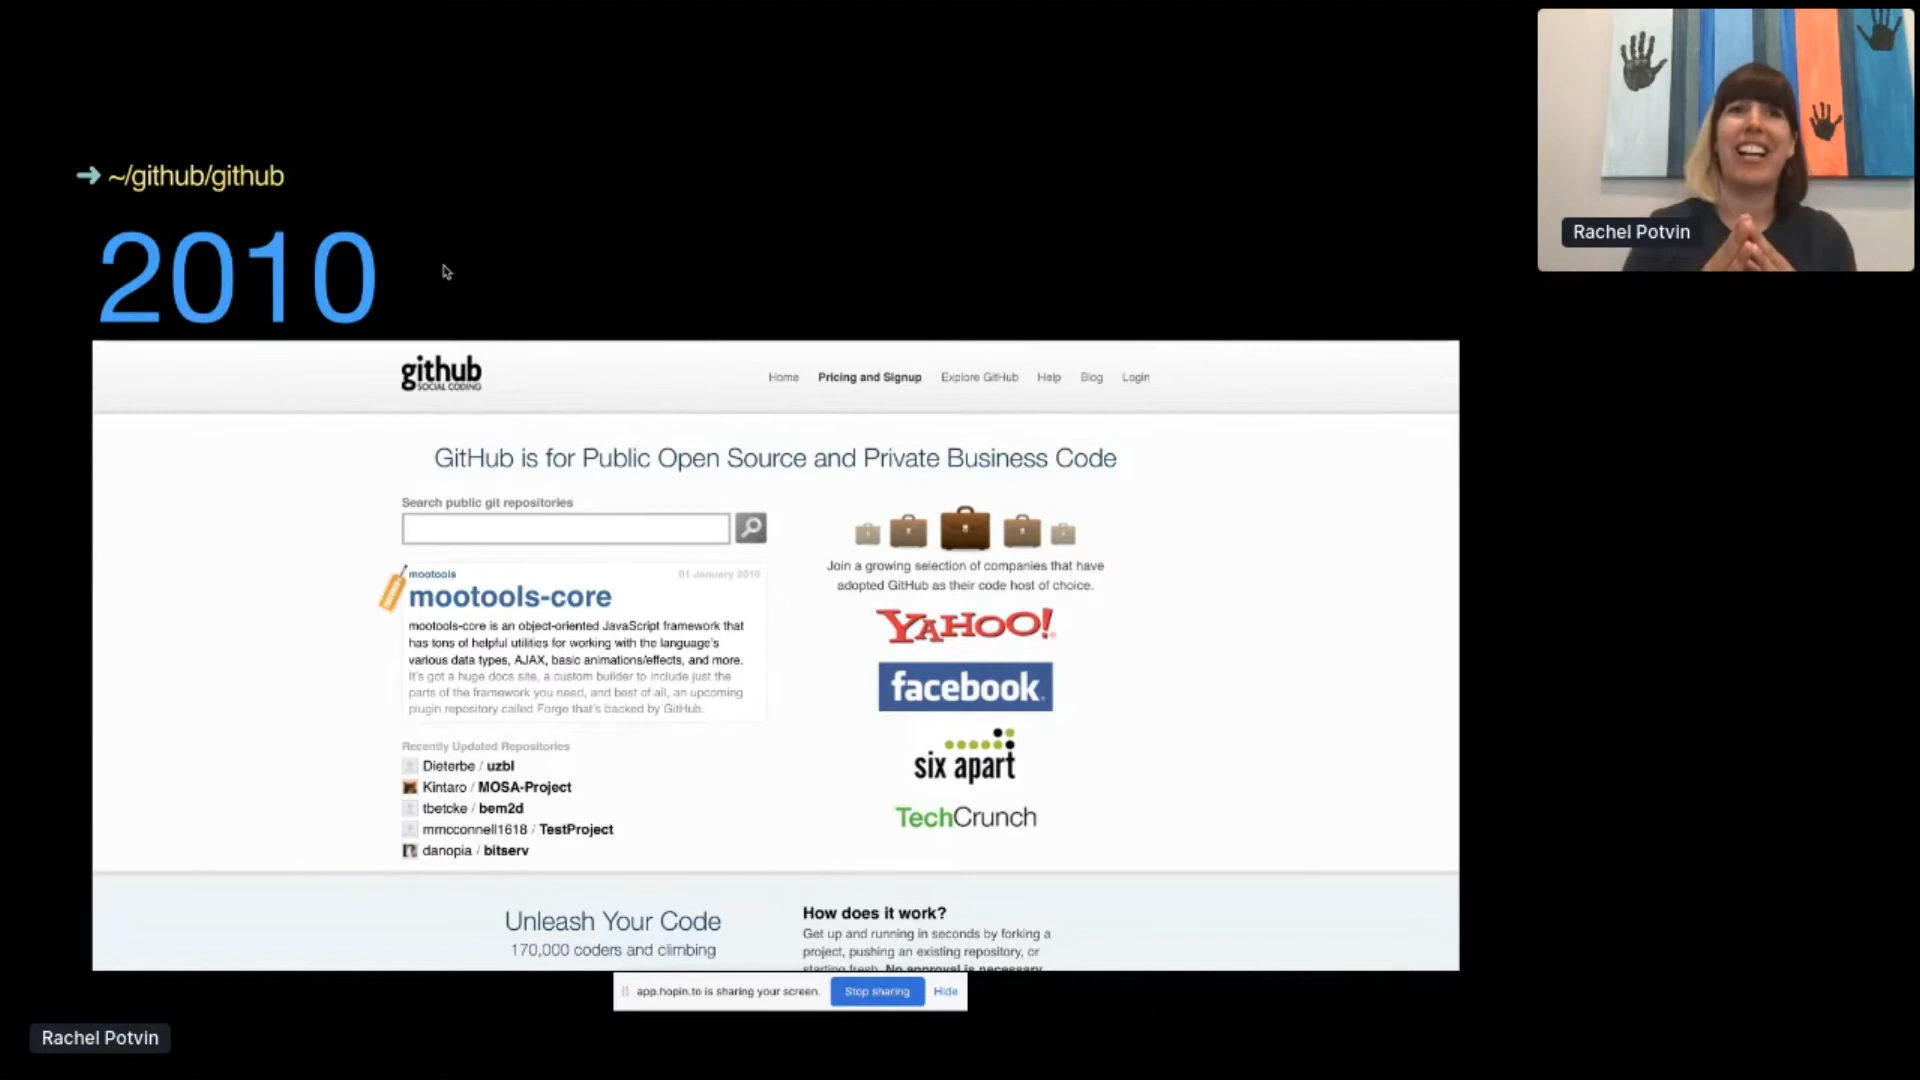 → ~/github/github
2010
Rachel Potvin
github
SOCIAL CODING
Home Pricing and Signup Explore GitHub Help Blog Login
GitHub is for Public Open Source and Private Business Code
Search public git repositories
mootools 01 January 2010
mootools-core
mootools-core is an object-oriented JavaScript framework that
has tons of helpful utilities for working with the language's
various data types, AJAX, basic animations/effects, and more.
It's got a huge docs site, a custom builder to include just the
parts of the framework you need, and best of all, an upcoming
plugin repository called Forge that's backed by GitHub.
Recently Updated Repositories
Dieterbe / uzbl
Kintaro / MOSA-Project
tbetcke / bem2d
mmcconnell1618 / TestProject
danopia / bitserv
Join a growing selection of companies that have
adopted GitHub as their code host of choice.
YAHOO!
facebook
six apart
TechCrunch
Unleash Your Code
170,000 coders and climbing
How does it work?
Get up and running in seconds by forking a
project, pushing an existing repository, or
starting fresh. No approval is necessary
app.hopin.to is sharing your screen. Stop sharing Hide
Rachel Potvin